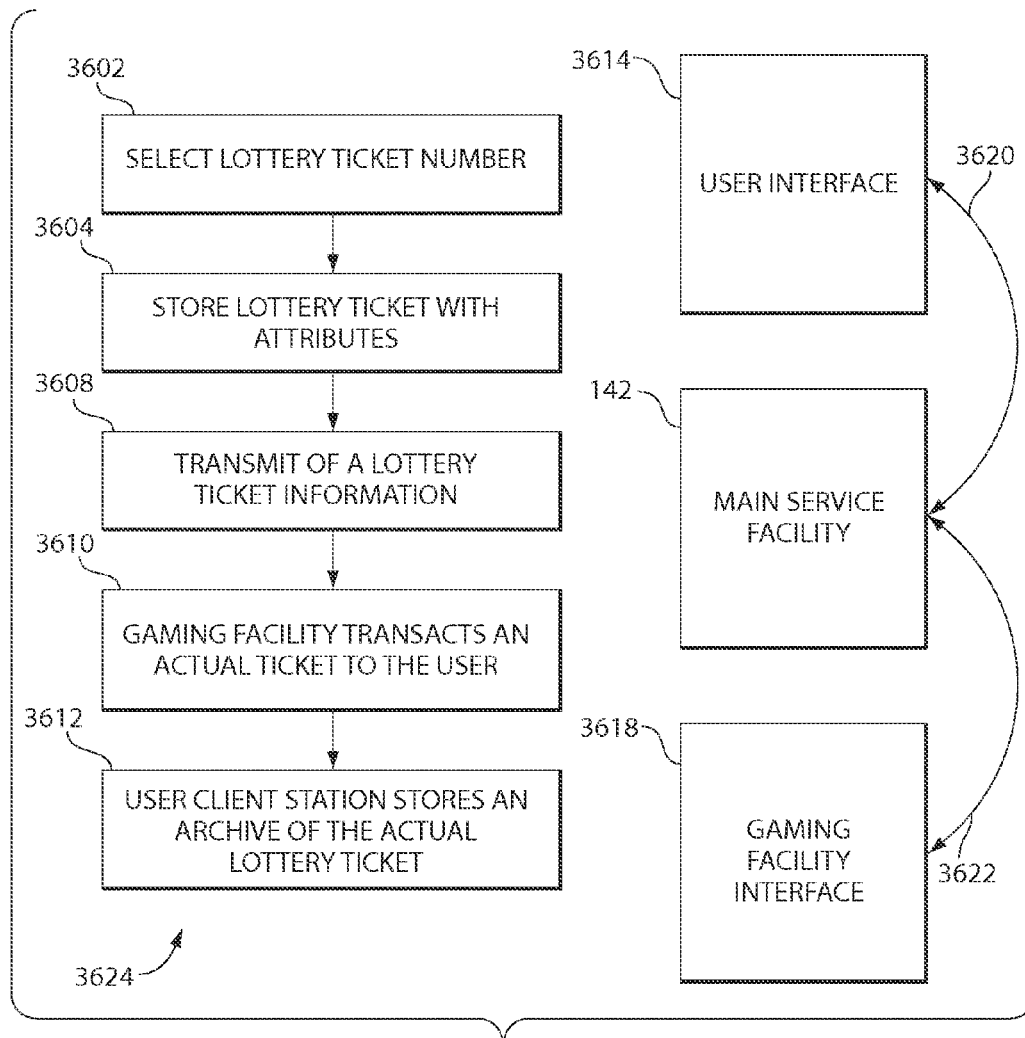 3602
SELECT LOTTERY TICKET NUMBER
3604
STORE LOTTERY TICKET WITH
ATTRIBUTES
3608
TRANSMIT OF A LOTTERY
TICKET INFORMATION
3610
GAMING FACILITY TRANSACTS AN
ACTUAL TICKET TO THE USER
3612
USER CLIENT STATION STORES AN
ARCHIVE OF THE ACTUAL
LOTTERY TICKET
3624
3614
USER INTERFACE
3620
142
MAIN SERVICE
FACILITY
3618
GAMING
FACILITY
INTERFACE
3622